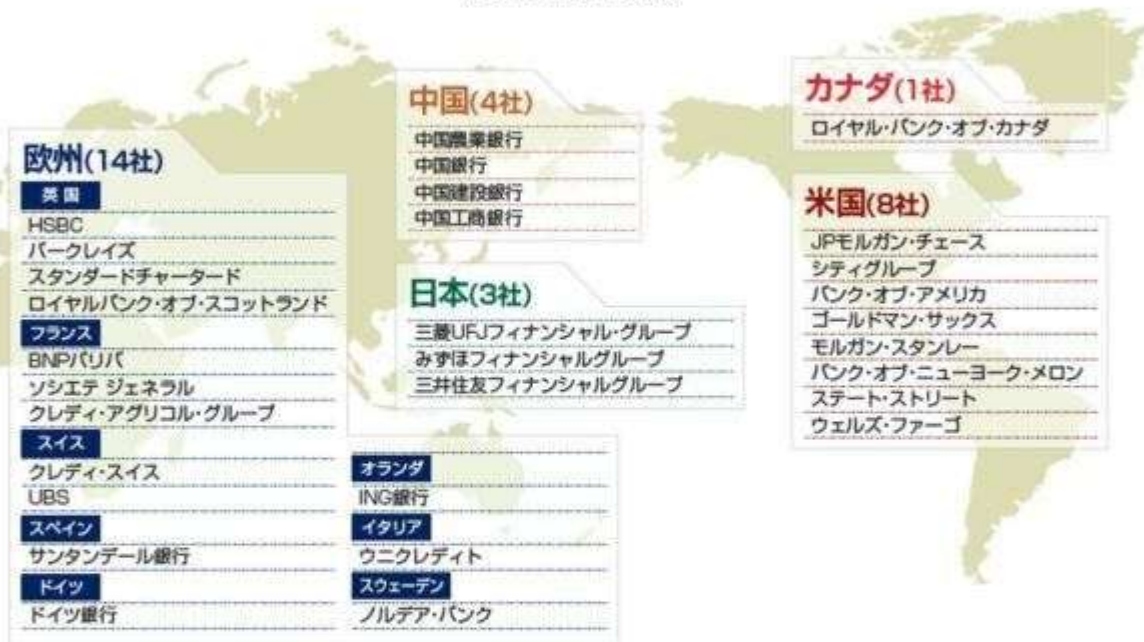 欧州(14社)
英国
HSBC
バークレイズ
スタンダードチャータード
ロイヤルバンク・オブ・スコットランド
フランス
BNPパリバ
ソシエテ ジェネラル
クレディ・アグリコル・グループ
スイス
クレディ・スイス
UBS
スペイン
サンタンデール銀行
ドイツ
ドイツ銀行
オランダ
ING銀行
イタリア
ウニクレディト
スウェーデン
ノルデア・バンク
中国(4社)
中国農業銀行
中国銀行
中国建設銀行
中国工商銀行
日本(3社)
三菱UFJフィナンシャル・グループ
みずほフィナンシャルグループ
三井住友フィナンシャルグループ
カナダ(1社)
ロイヤル・バンク・オブ・カナダ
米国(8社)
JPモルガン・チェース
シティグループ
バンク・オブ・アメリカ
ゴールドマン・サックス
モルガン・スタンレー
バンク・オブ・ニューヨーク・メロン
ステート・ストリート
ウェルズ・ファーゴ